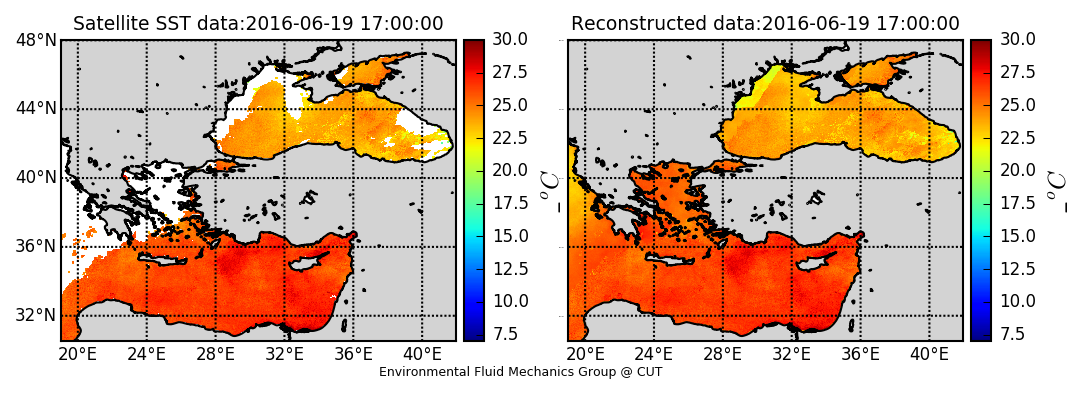 Satellite SST data:2016-06-19 17:00:00
48°N
44°N
40°N
36°N
32°N
20°E 24°E 28°E 32°E 36°E 40°E
30.0
27.5
25.0
22.5
20.0
17.5
15.0
12.5
10.0
7.5
_°C
Reconstructed data:2016-06-19 17:00:00
20°E 24°E 28°E 32°E 36°E 40°E
30.0
27.5
25.0
22.5
20.0
17.5
15.0
12.5
10.0
7.5
_°C
Environmental Fluid Mechanics Group @ CUT